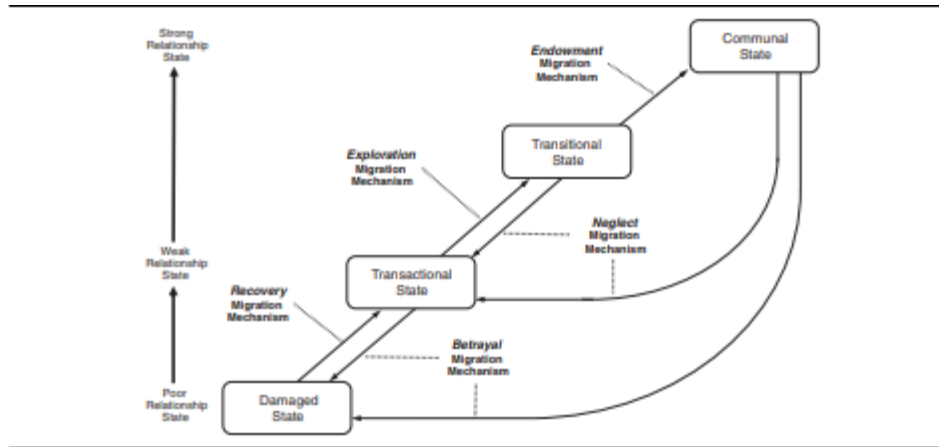 Strong
Relationship
State
Communal
State
Endowment
Migration
Mechanism
Transitional
State
Exploration
Migration
Mechanism
Neglect
Migration
Mechanism
Weak
Relationship
State
Transactional
State
Recovery
Migration
Mechanism
Betrayal
Migration
Mechanism
Poor
Relationship
State
Damaged
State